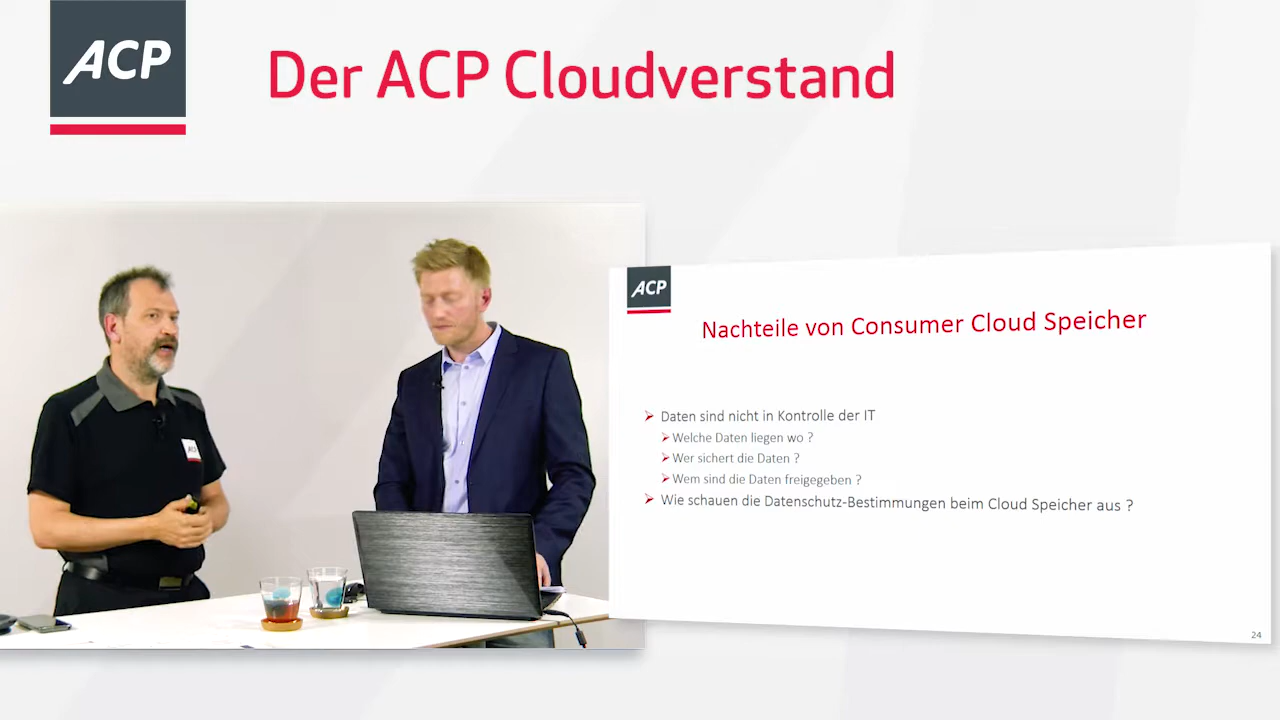 ACP
Der ACP Cloudverstand
ACP
ACP
Nachteile von Consumer Cloud Speicher
Daten sind nicht in Kontrolle der IT
Welche Daten liegen wo ?
Wer sichert die Daten ?
Wem sind die Daten freigegeben ?
Wie schauen die Datenschutz-Bestimmungen beim Cloud Speicher aus ?
24